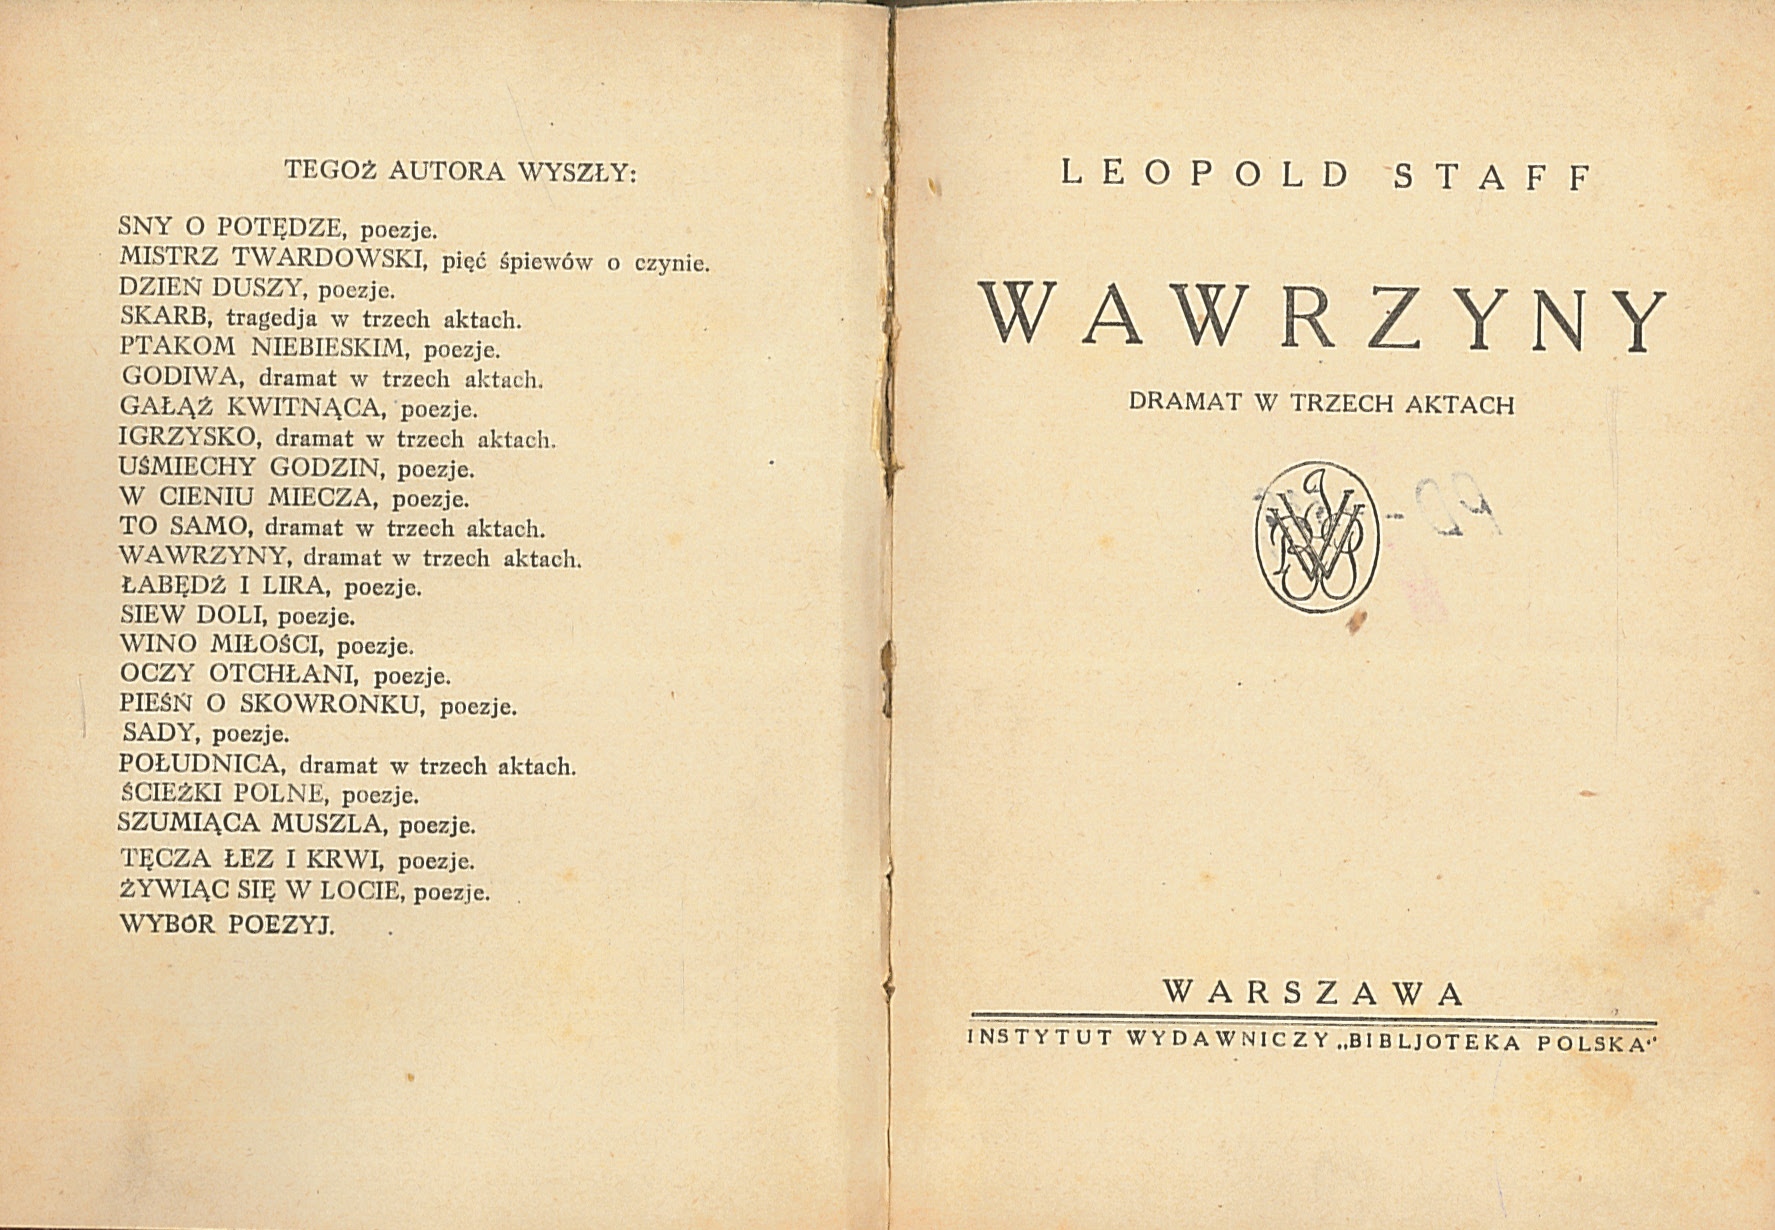 TEGOŻ AUTORA WYSZŁY:
SNY O POTĘDZE, poezje.
MISTRZ TWARDOWSKI, pięć śpiewów o czynie.
DZIEŃ DUSZY, poezje.
SKARB, tragedja w trzech aktach.
PTAKOM NIEBIESKIM, poezje.
GODIWA, dramat w trzech aktach.
GAŁĄŹ KWITNĄCA, poezje.
IGRZYSKO, dramat w trzech aktach.
UŚMIECHY GODZIN, poezje.
W CIENIU MIECZA, poezje.
TO SAMO, dramat w trzech aktach.
WAWRZYNY, dramat w trzech aktach.
ŁABĘDŹ I LIRA, poezje.
SIEW DOLI, poezje.
WINO MIŁOŚCI, poezje.
OCZY OTCHŁANI, poezje.
PIEŚŃ O SKOWRONKU, poezje.
SADY, poezje.
POŁUDNICA, dramat w trzech aktach.
ŚCIEŻKI POLNE, poezje.
SZUMIĄCA MUSZLA, poezje.
TĘCZA ŁEZ I KRWI, poezje.
ŻYWIĄC SIĘ W LOCIE, poezje.
WYBÓR POEZYJ.
LEOPOLD STAFF
WAWRZYNY
DRAMAT W TRZECH AKTACH
WARSZAWA
INSTYTUT WYDAWNICZY „BIBLJOTEKA POLSKA“